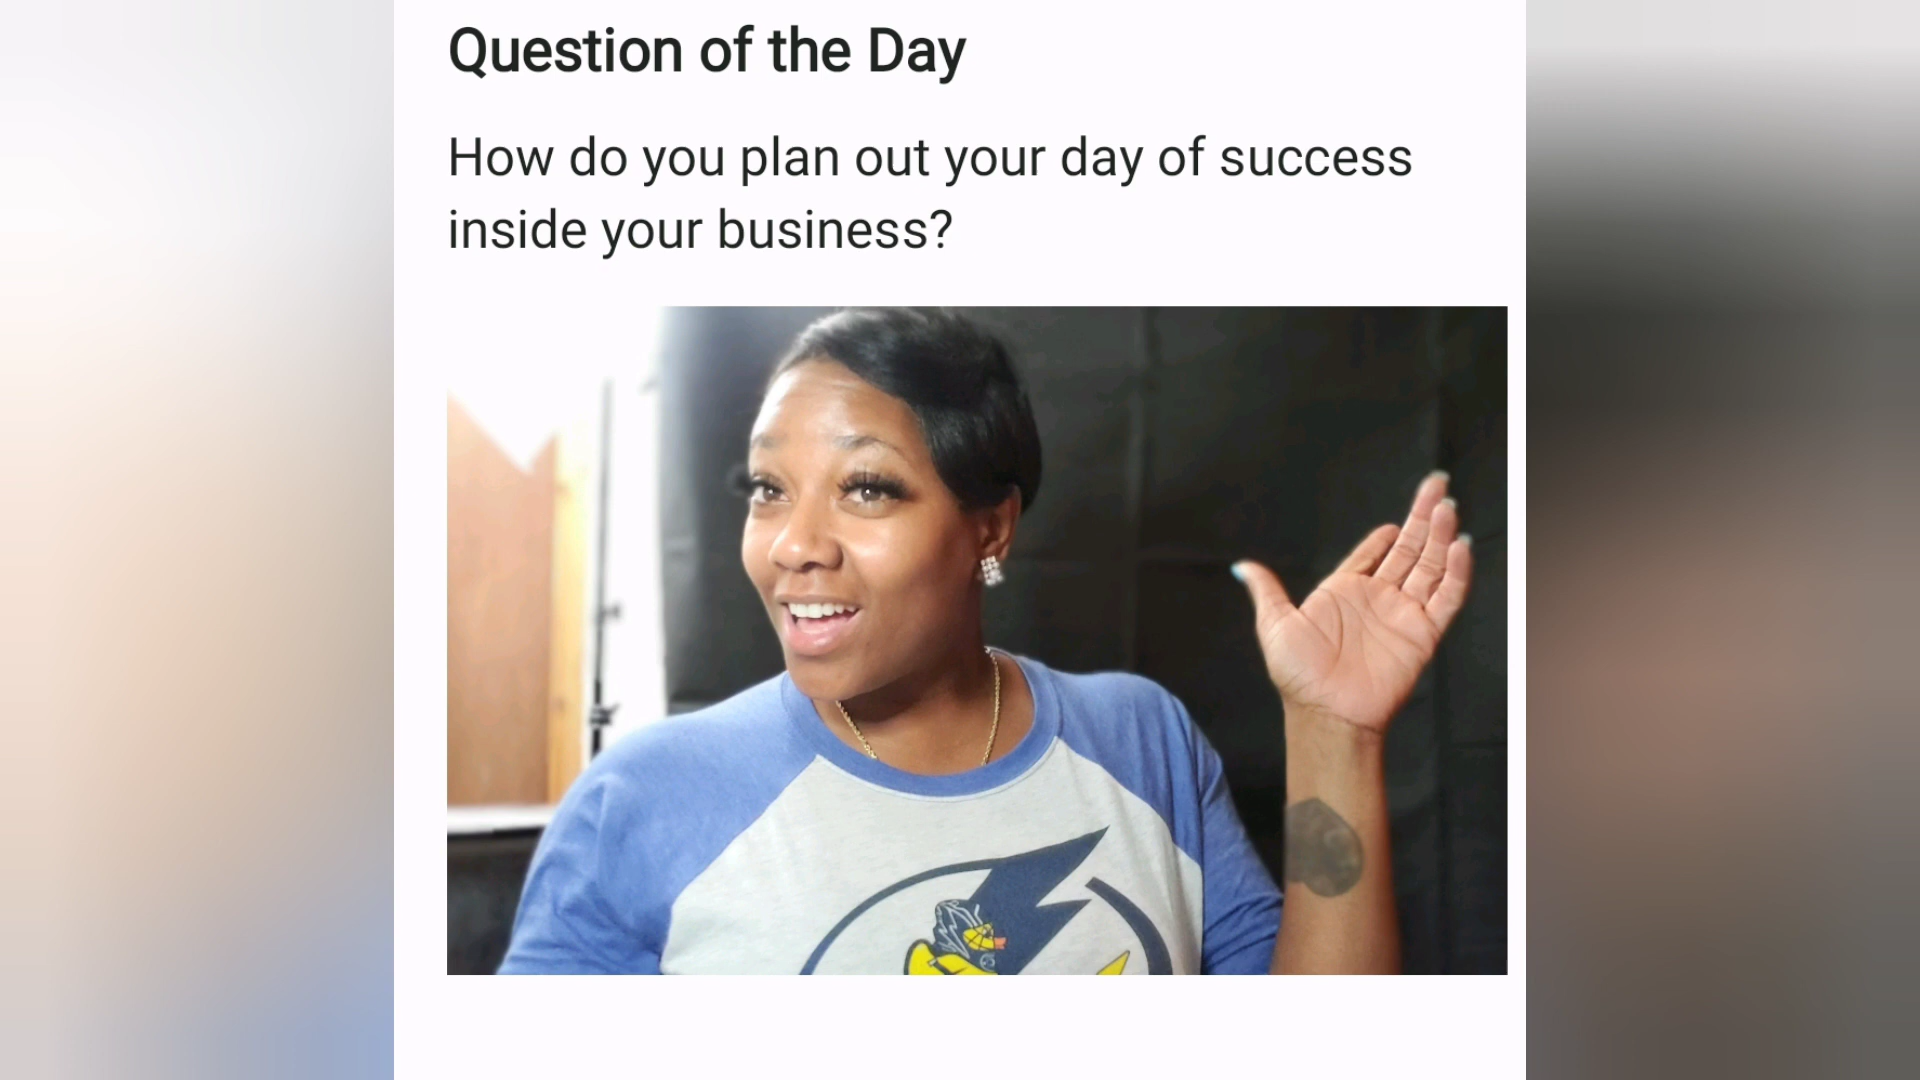 Question of the Day
How do you plan out your day of success
inside your business?